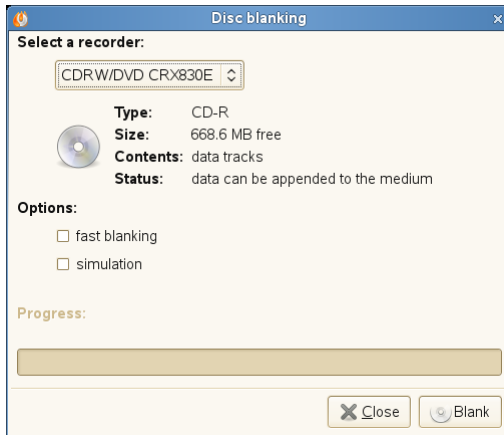 Disc blanking
Select a recorder:
CDRW/DVD CRX830E
Type: CD-R
Size: 668.6 MB free
Contents: data tracks
Status: data can be appended to the medium
Options:
fast blanking
simulation
Progress:
Close Blank